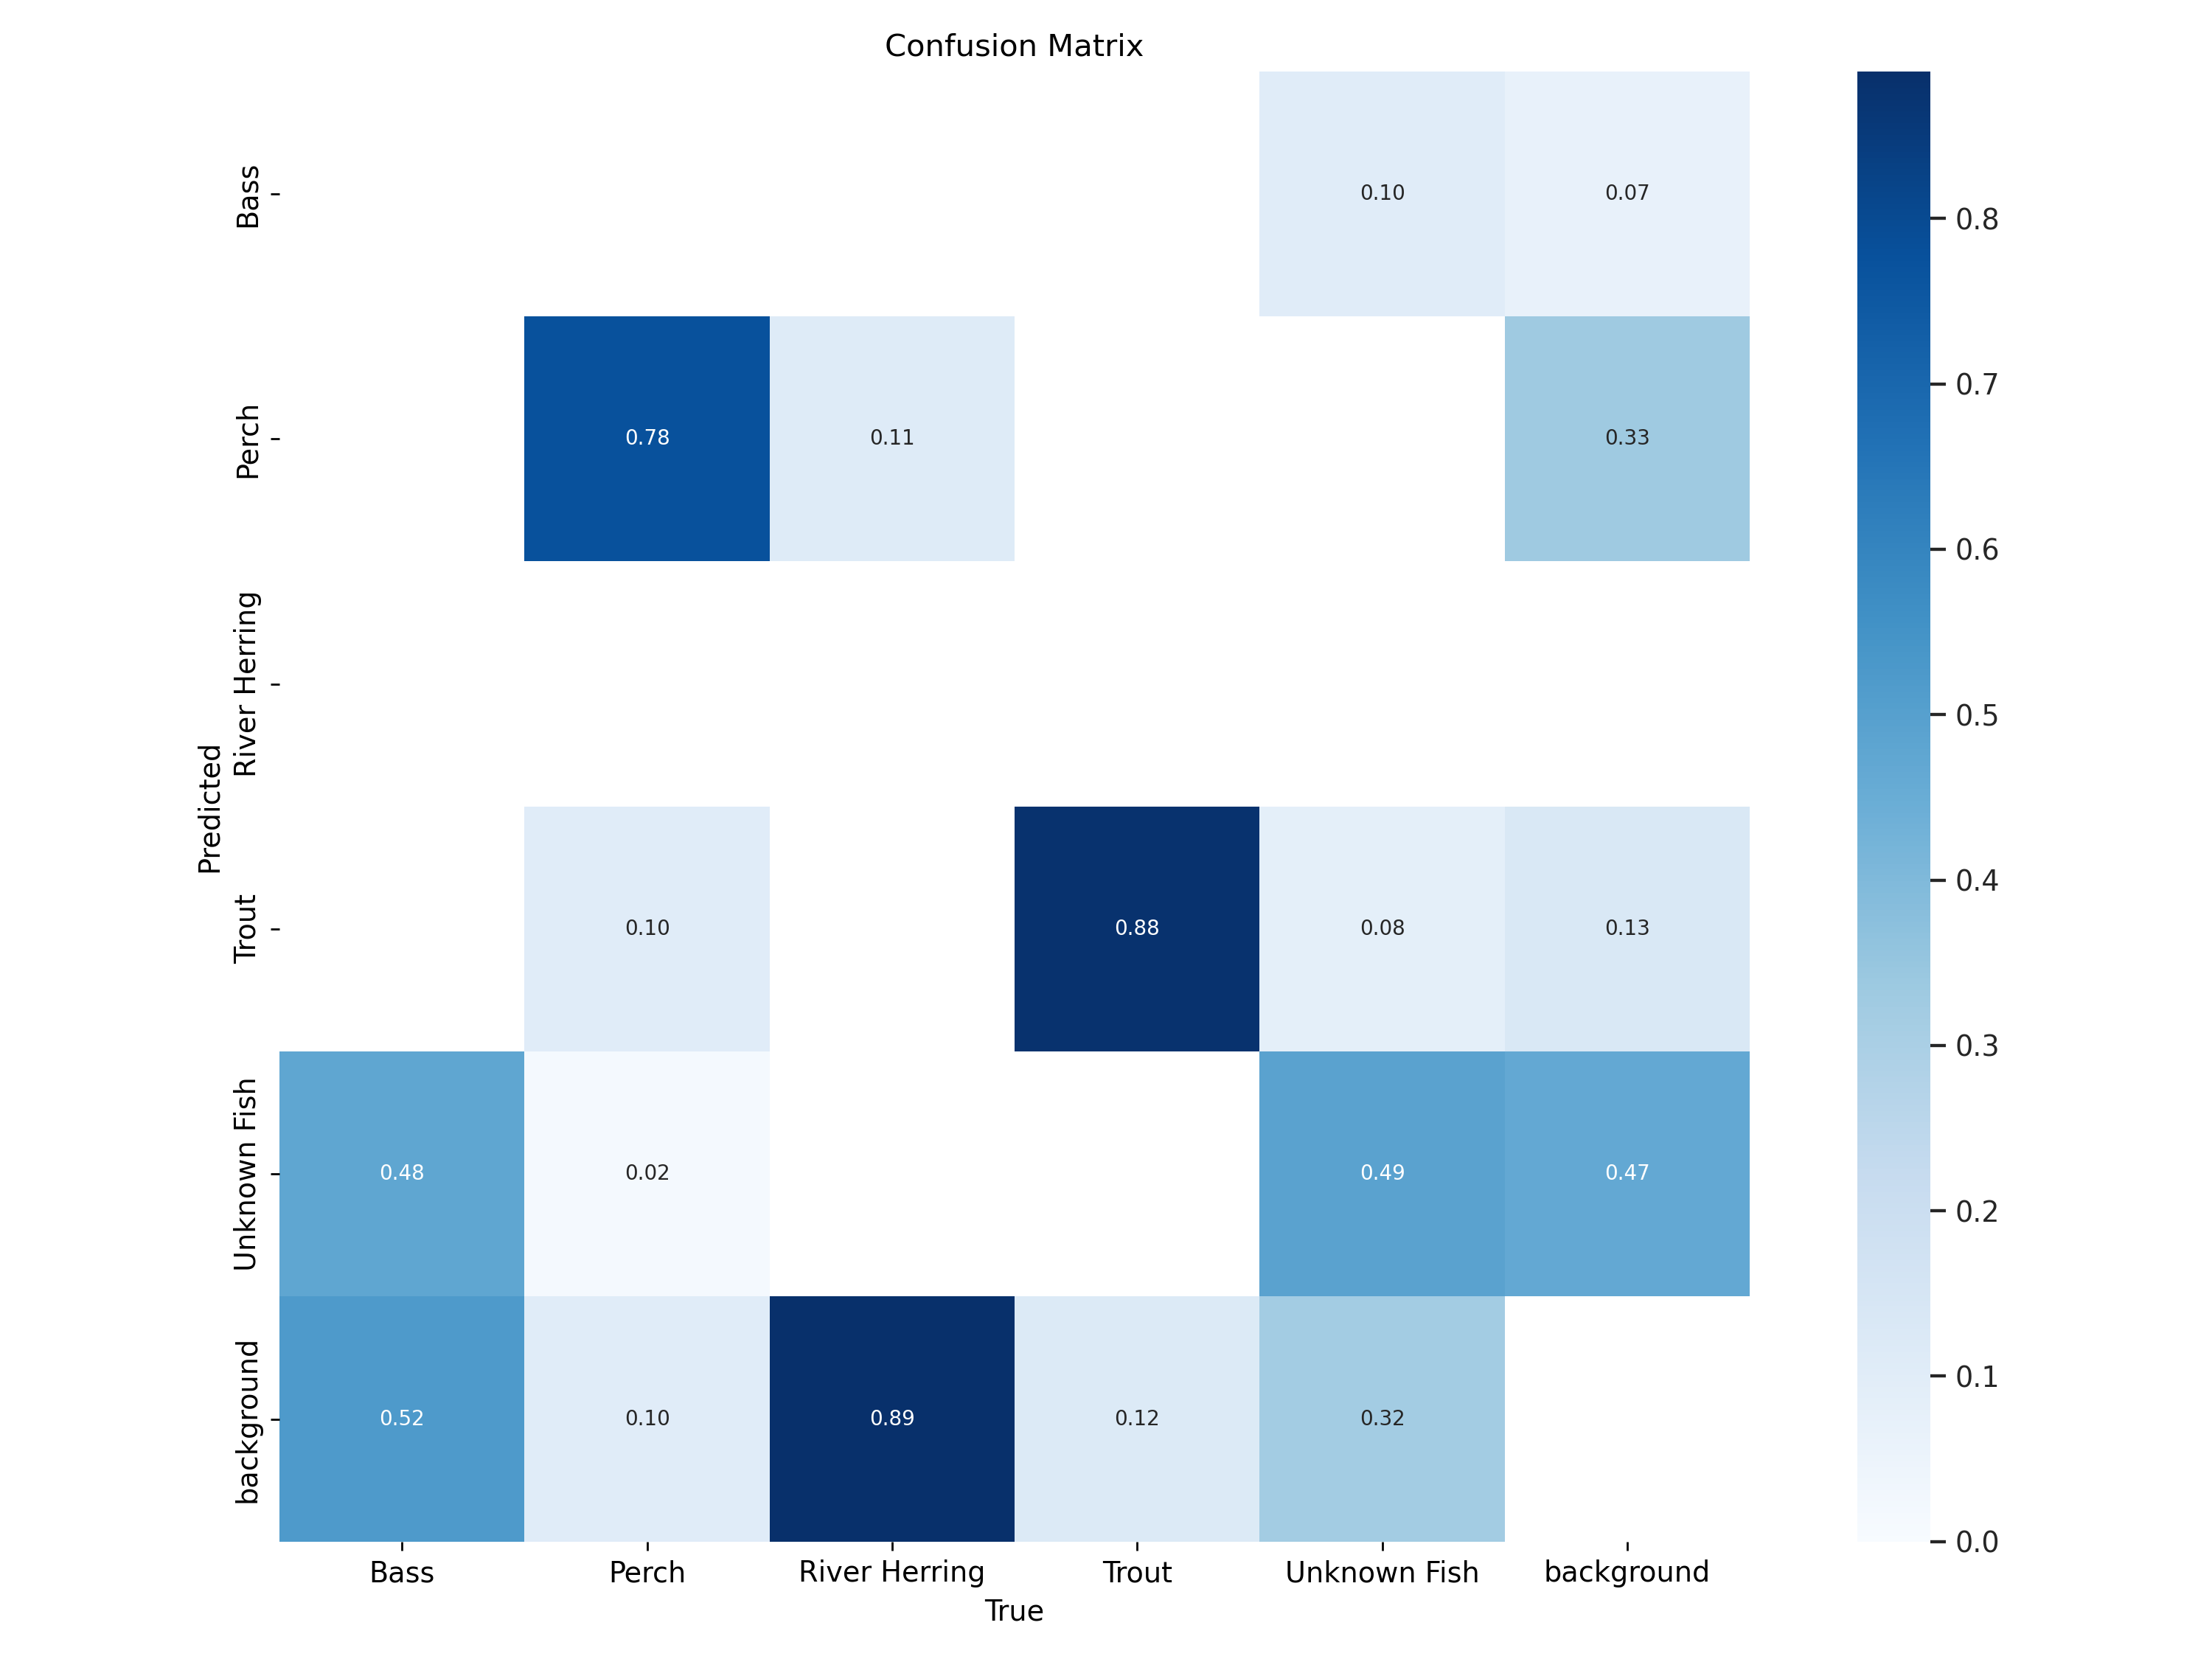 Confusion Matrix
Bass
0.10 0.07
0.8
Perch
0.78 0.11 0.33
0.7
0.6
River Herring
Predicted
0.5
Trout
0.10 0.88 0.08 0.13
0.4
0.3
Unknown Fish
0.48 0.02 0.49 0.47
0.2
background
0.52 0.10 0.89 0.12 0.32
0.1
0.0
Bass Perch River Herring Trout Unknown Fish background
True